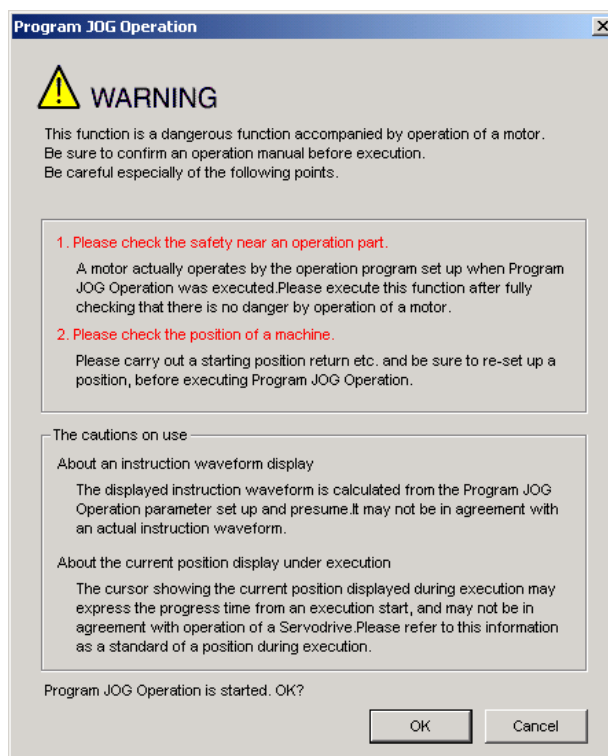 Program JOG Operation
WARNING
This function is a dangerous function accompanied by operation of a motor.
Be sure to confirm an operation manual before execution.
Be careful especially of the following points.
1. Please check the safety near an operation part.
A motor actually operates by the operation program set up when Program
JOG Operation was executed.Please execute this function after fully
checking that there is no danger by operation of a motor.
2. Please check the position of a machine.
Please carry out a starting position return etc. and be sure to re-set up a
position, before executing Program JOG Operation.
The cautions on use
About an instruction waveform display
The displayed instruction waveform is calculated from the Program JOG
Operation parameter set up and presume.It may not be in agreement with
an actual instruction waveform.
About the current position display under execution
The cursor showing the current position displayed during execution may
express the progress time from an execution start, and may not be in
agreement with operation of a Servodrive.Please refer to this information
as a standard of a position during execution.
Program JOG Operation is started. OK?
OK
Cancel